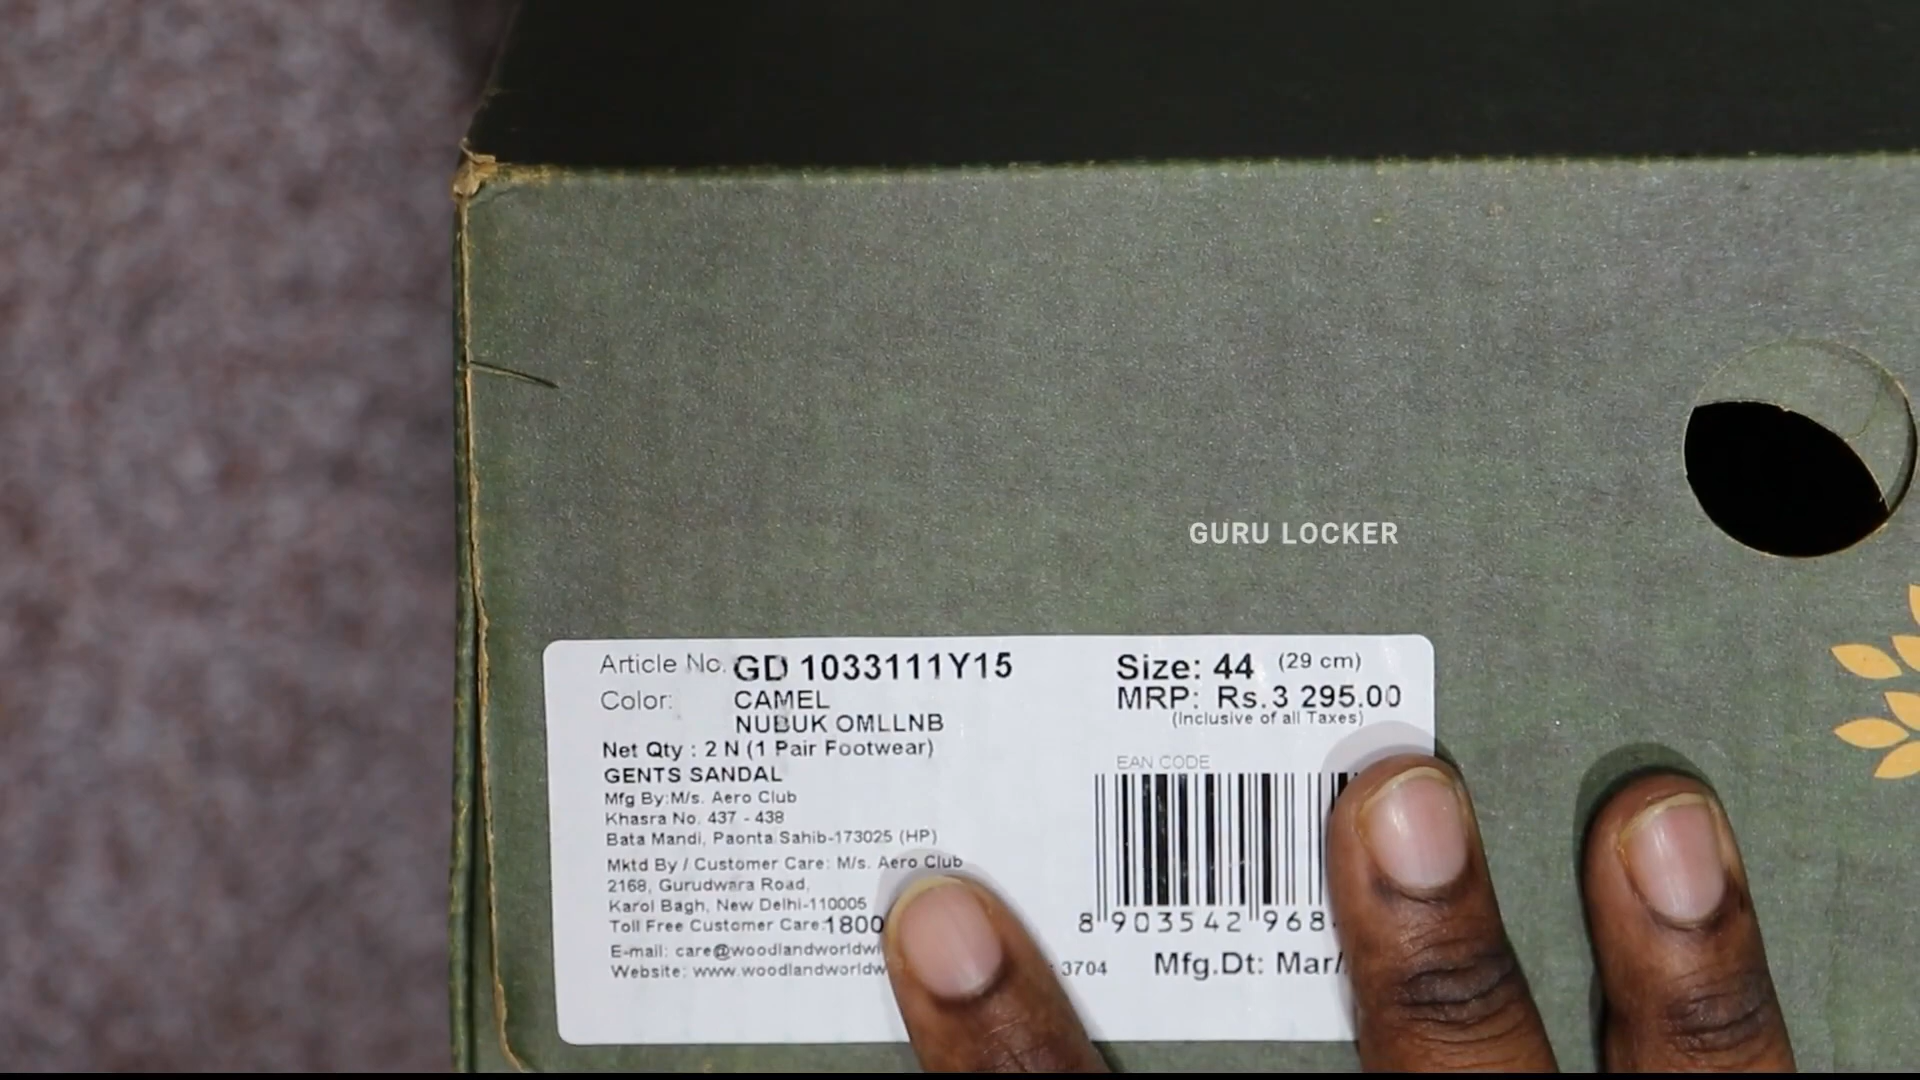 GURU LOCKER
Article No. GD 1033111Y15
Color: CAMEL
NUBUK OMLLNB
Net Qty : 2 N (1 Pair Footwear)
GENTS SANDAL
Mfg By:M/s. Aero Club
Khasra No. 437 - 438
Bata Mandi, Paonta Sahib-173025 (HP)
Mktd By / Customer Care: M/s. Aero Club
2168, Gurudwara Road,
Karol Bagh, New Delhi-110005
Toll Free Customer Care:1800
E-mail: care@woodlandworldwi
Website: www.woodlandworldw
3704
Size: 44 (29 cm)
MRP: Rs.3 295.00
(Inclusive of all Taxes)
EAN CODE
8 903542 968
Mfg.Dt: Mar/